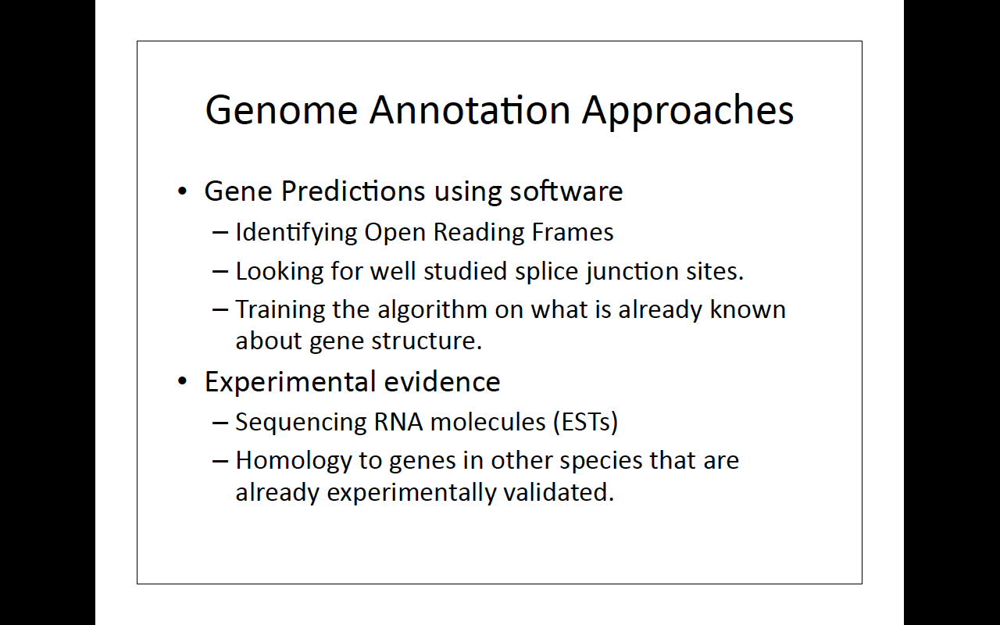 Genome Annotation Approaches
• Gene Predictions using software
– Identifying Open Reading Frames
– Looking for well studied splice junction sites.
– Training the algorithm on what is already known
about gene structure.
• Experimental evidence
– Sequencing RNA molecules (ESTs)
– Homology to genes in other species that are
already experimentally validated.